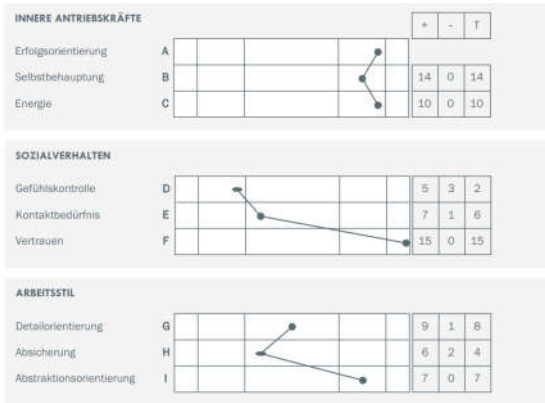 INNERE ANTRIEBSKRÄFTE + - T
Erfolgsorientierung A
Selbstbehauptung B 14 0 14
Energie C 10 0 10
SOZIALVERHALTEN
Gefühlskontrolle D 5 3 2
Kontaktbedürfnis E 7 1 6
Vertrauen F 15 0 15
ARBEITSSTIL
Detailorientierung G 9 1 8
Absicherung H 6 2 4
Abstraktionsorientierung I 7 0 7